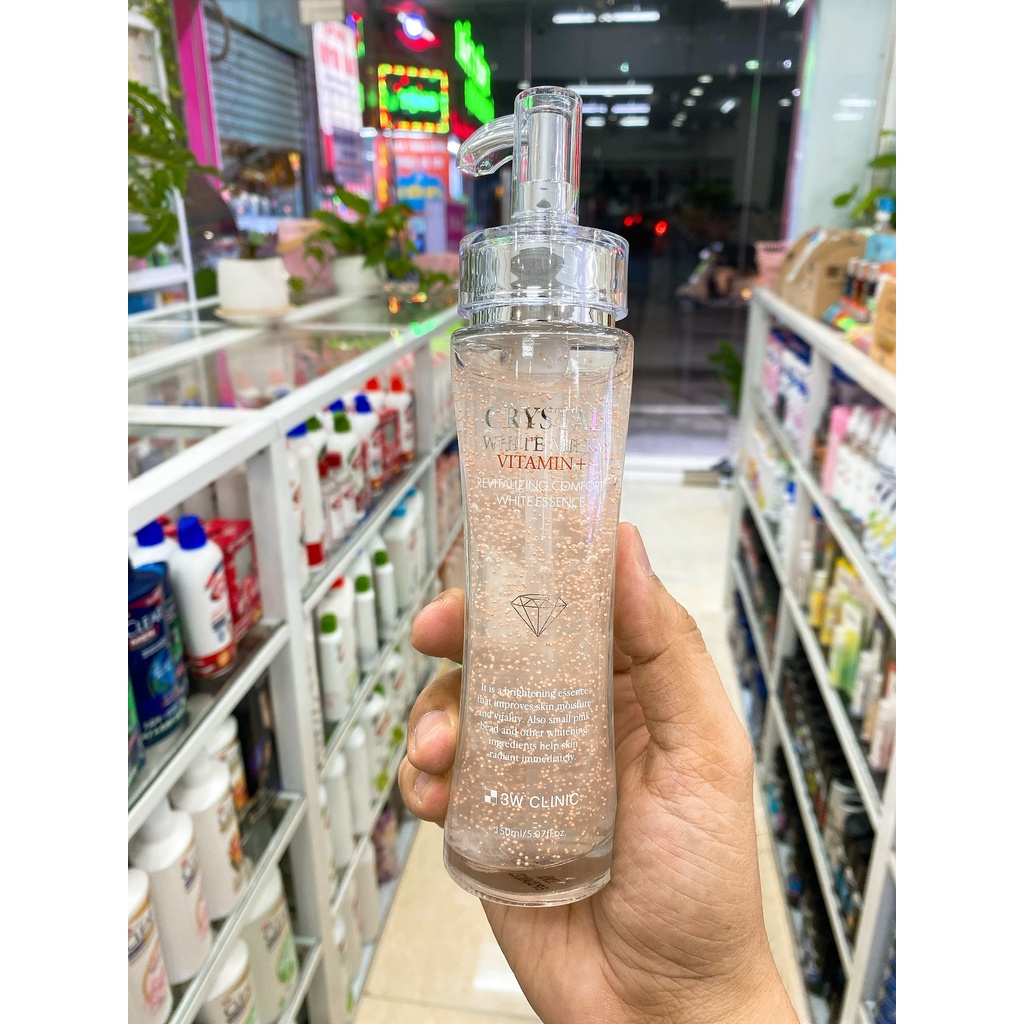 CRYSTAL
WHITE MILKY
VITAMIN+
REVITALIZING COMFORT
WHITE ESSENCE
It is a brightening essence
that improves skin moisture
and vitality. Also small pink
bead and other whitening
ingredients help skin
radiant immediately.
3W CLINIC
150ml/5.07fl.oz.
CLEAR